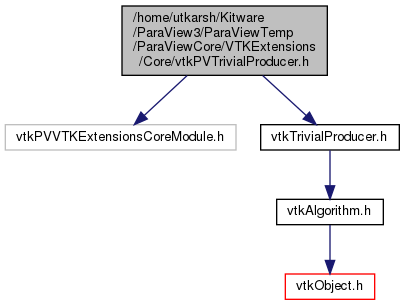 /home/utkarsh/Kitware
/ParaView3/ParaViewTemp
/ParaViewCore/VTKExtensions
/Core/vtkPVTrivialProducer.h
vtkPVVTKExtensionsCoreModule.h
vtkTrivialProducer.h
vtkAlgorithm.h
vtkObject.h